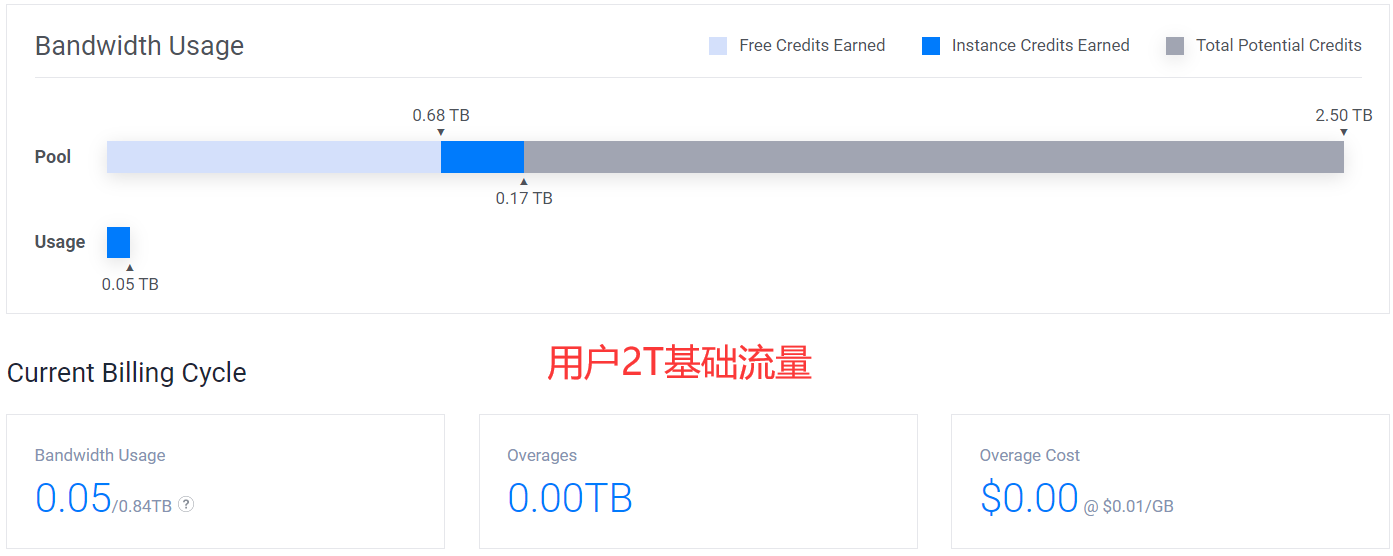 Bandwidth Usage
Free Credits Earned
Instance Credits Earned
Total Potential Credits
0.68 TB
2.50 TB
Pool
0.17 TB
Usage
0.05 TB
用户2T基础流量
Current Billing Cycle
Bandwidth Usage
0.05/0.84TB ?
Overages
0.00TB
Overage Cost
$0.00 @ $0.01/GB